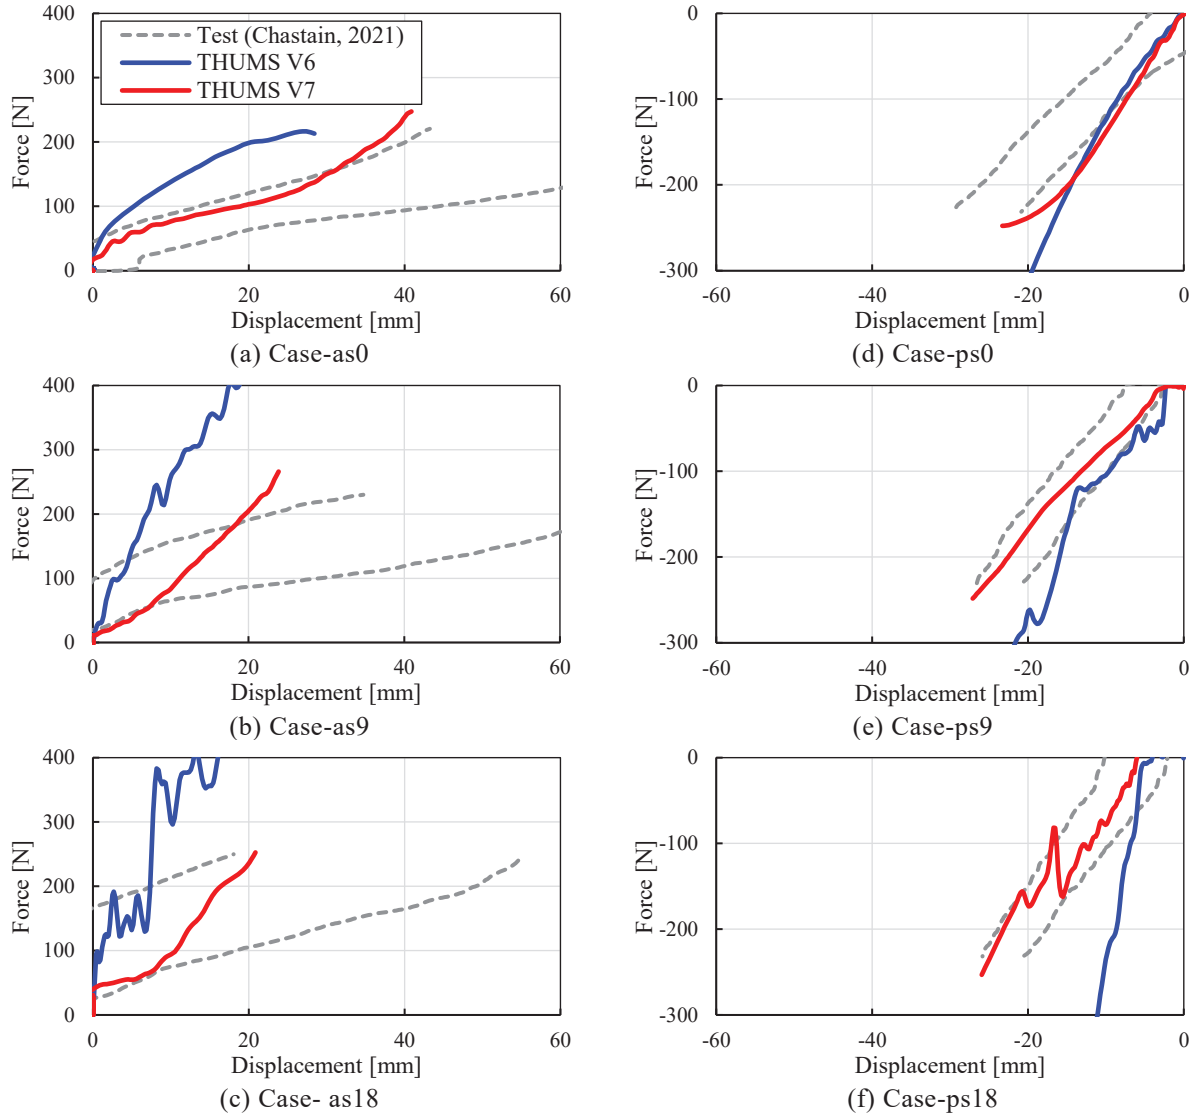 400
300
200
100
0
Force [N]
Test (Chastain, 2021)
THUMS V6
THUMS V7
0
20
40
60
Displacement [mm]
(a) Case-as0
0
-100
-200
-300
Force [N]
-60
-40
-20
0
Displacement [mm]
(d) Case-ps0
400
300
200
100
0
Force [N]
0
20
40
60
Displacement [mm]
(b) Case-as9
0
-100
-200
-300
Force [N]
-60
-40
-20
0
Displacement [mm]
(e) Case-ps9
400
300
200
100
0
Force [N]
0
20
40
60
Displacement [mm]
(c) Case- as18
0
-100
-200
-300
Force [N]
-60
-40
-20
0
Displacement [mm]
(f) Case-ps18